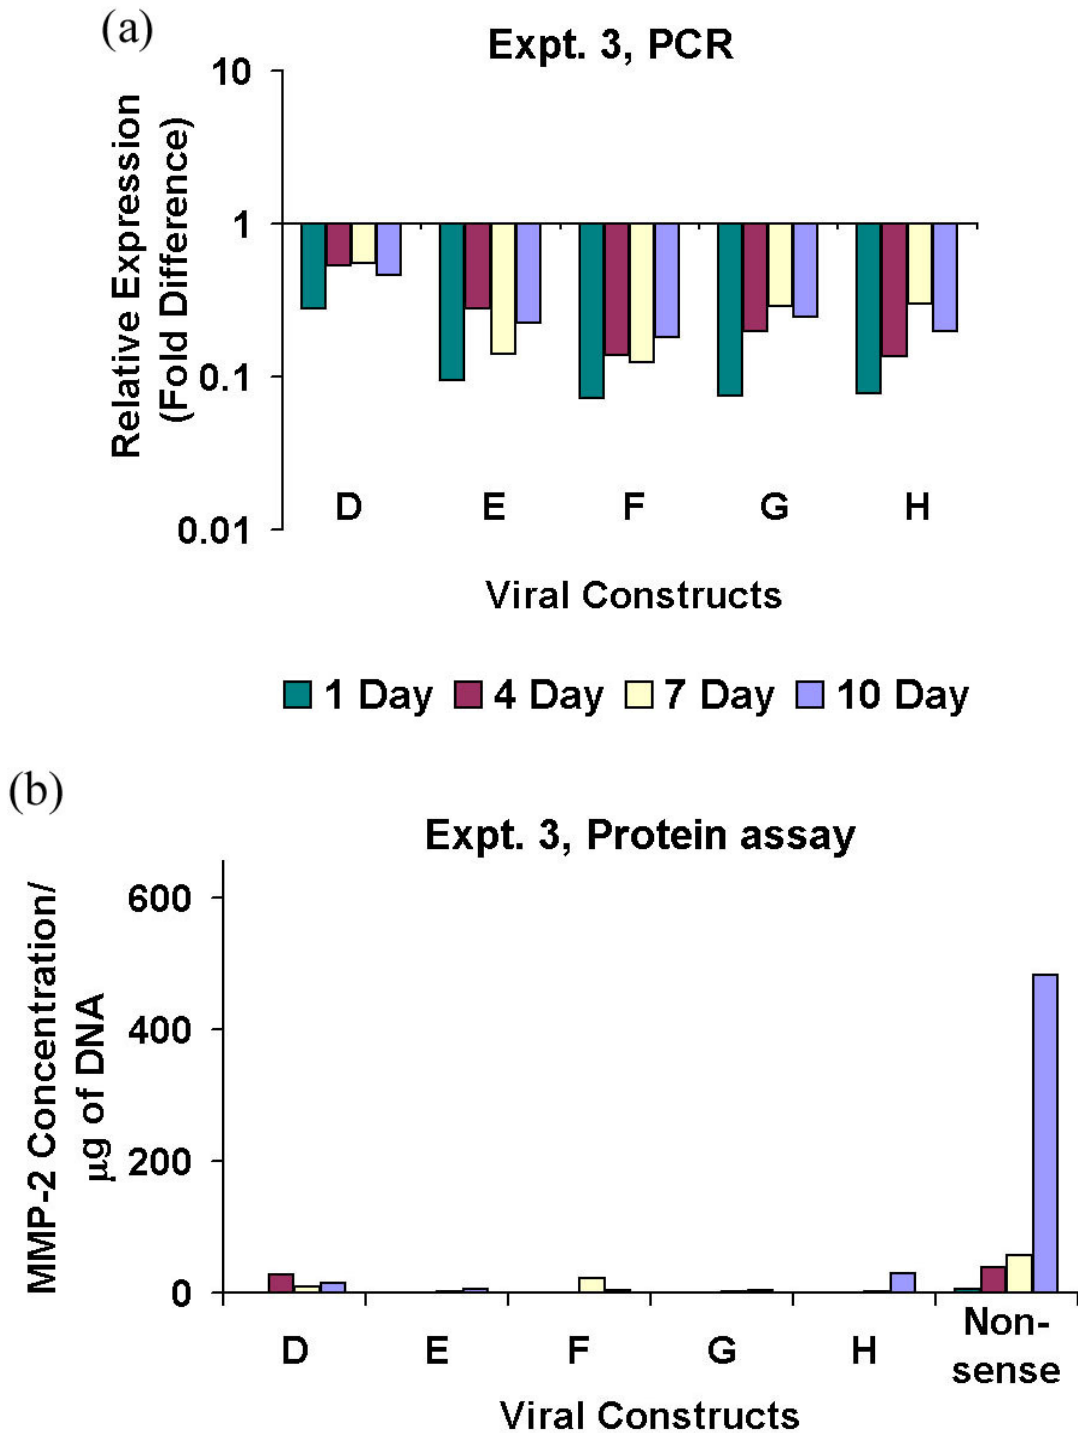 (a)
Expt. 3, PCR
Relative Expression
(Fold Difference)
10
1
0.1
0.01
D E F G H
Viral Constructs
1 Day 4 Day 7 Day 10 Day
(b)
Expt. 3, Protein assay
MMP-2 Concentration/
μg of DNA
600
400
200
0
D E F G H Non-
sense
Viral Constructs